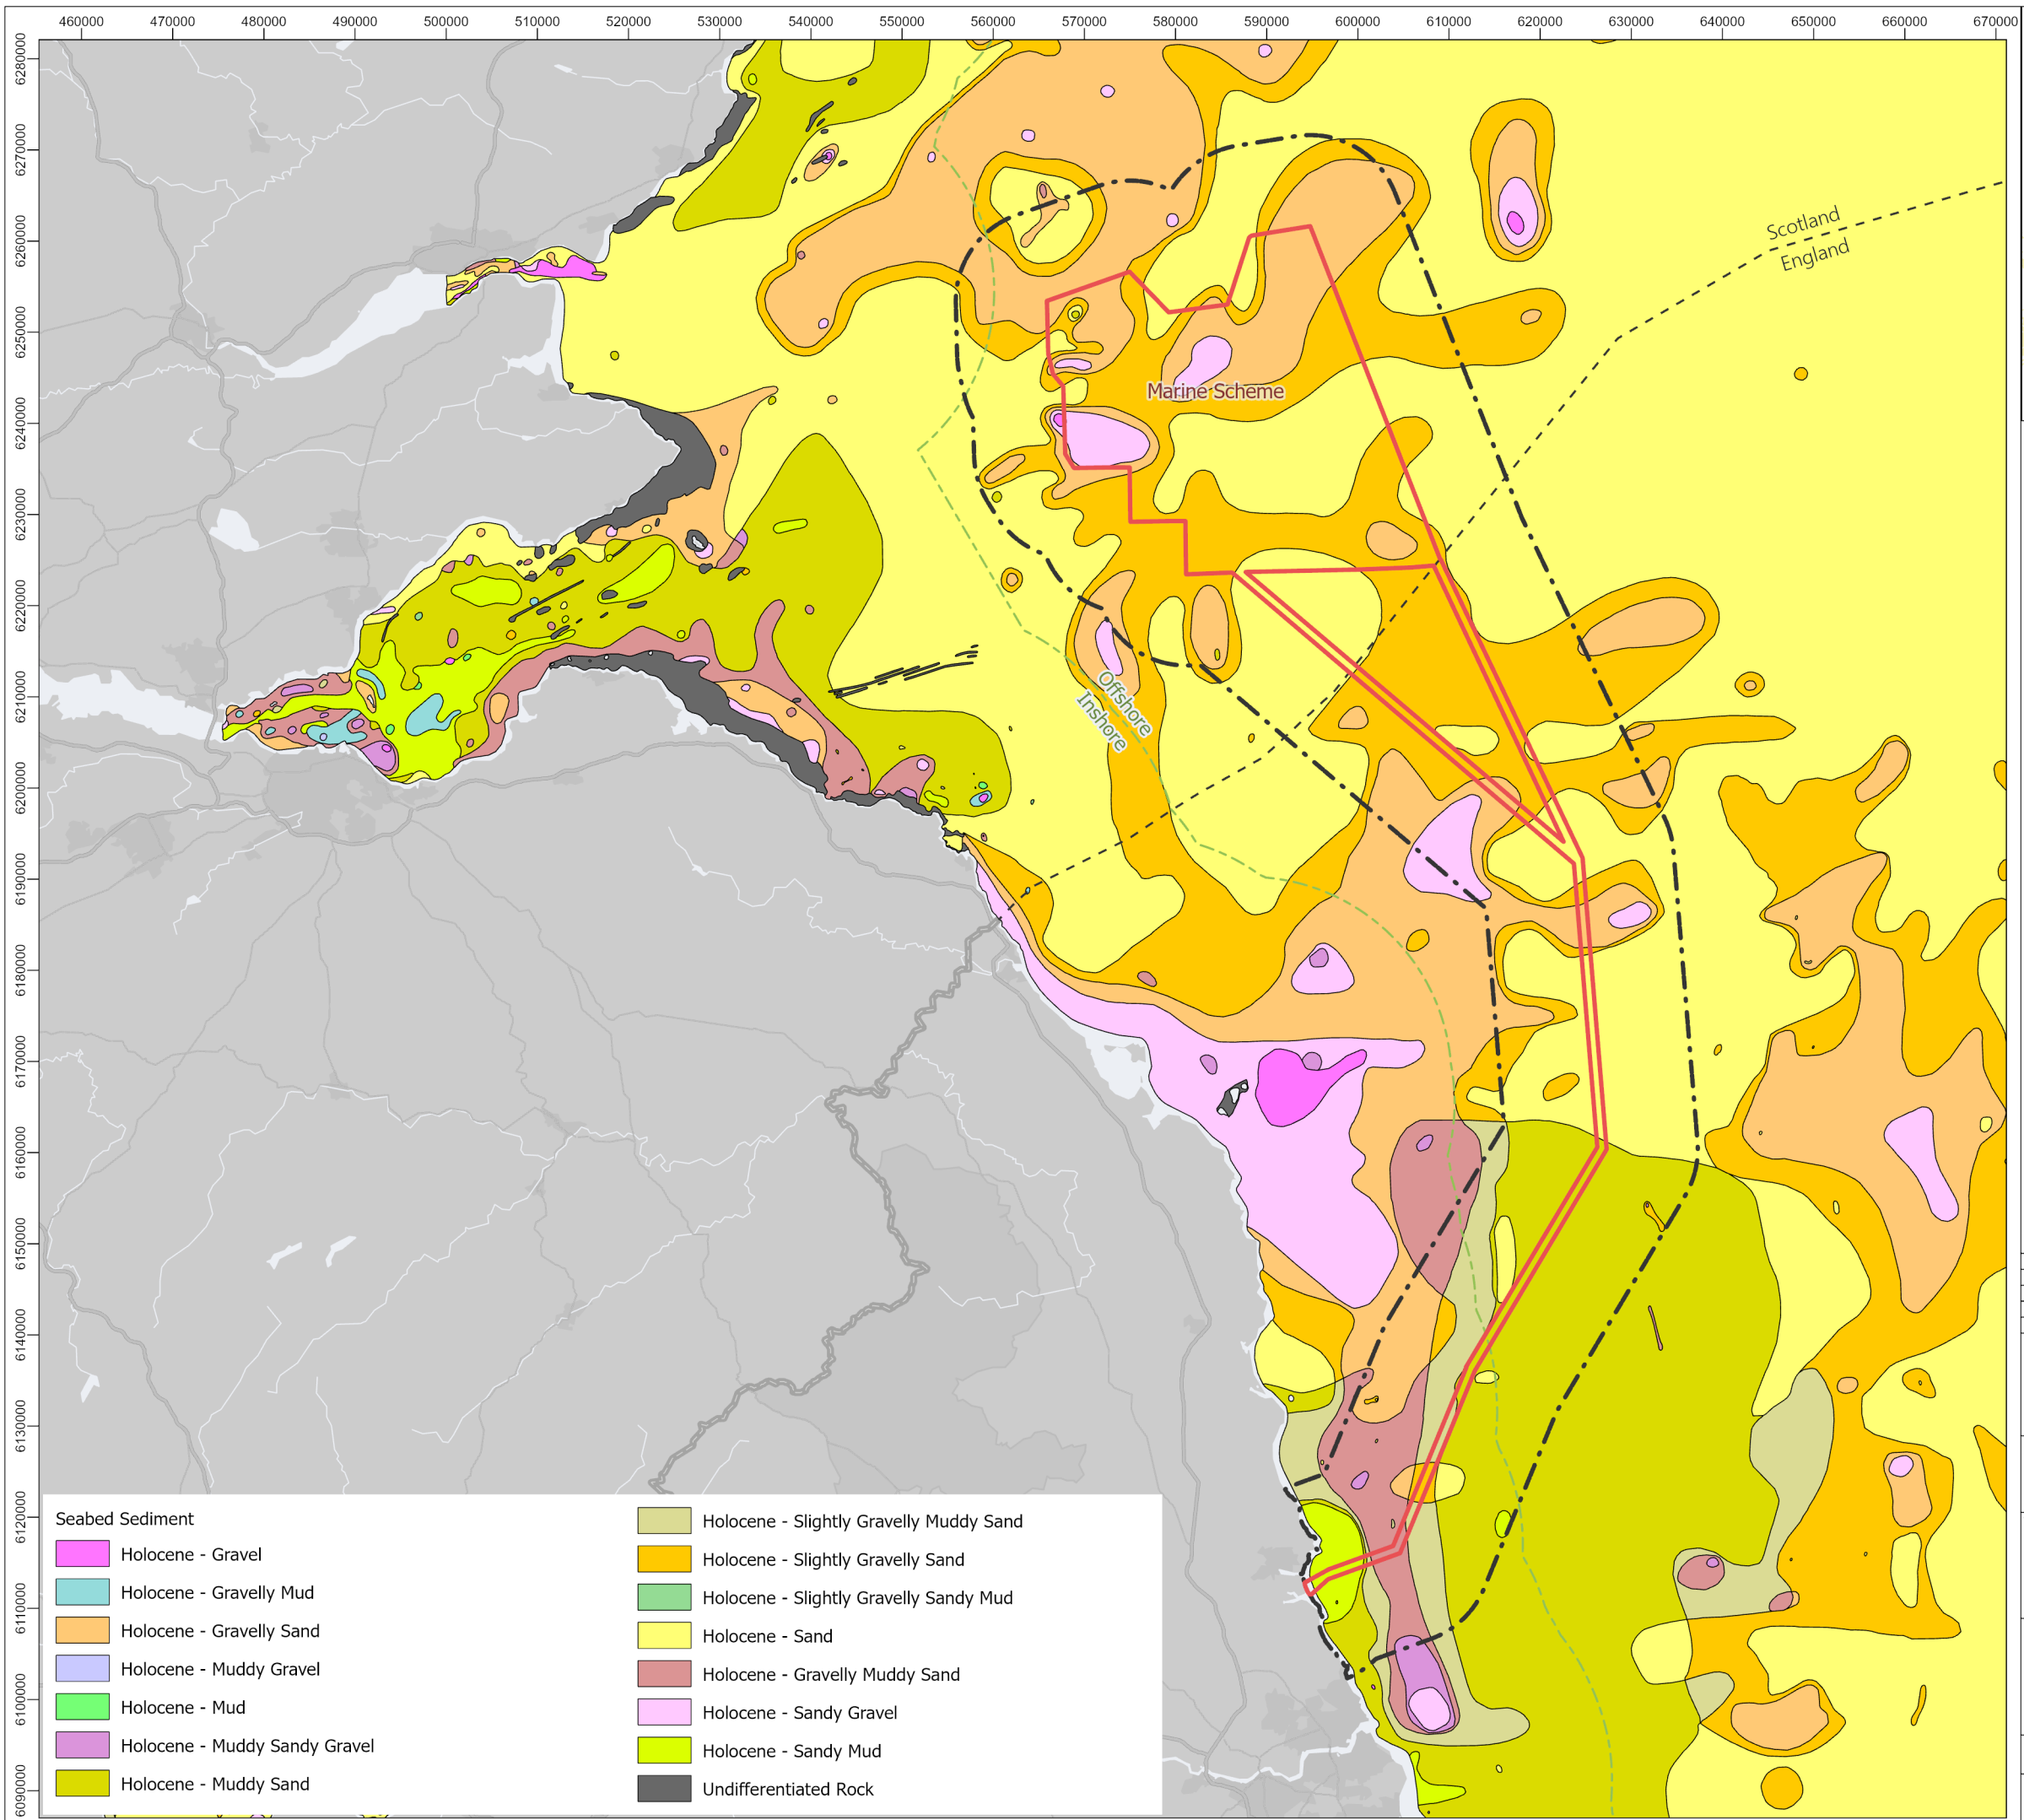 460000 470000 480000 490000 500000 510000 520000 530000 540000 550000 560000 570000 580000 590000 600000 610000 620000 630000 640000 650000 660000 670000
6280000
6270000
6260000
6250000
6240000
6230000
6220000
6210000
6200000
6190000
6180000
6170000
6160000
6150000
6140000
6130000
6120000
6110000
6100000
6090000
Scotland
England
Marine Scheme
Offshore
Inshore
Seabed Sediment
Holocene - Gravel
Holocene - Gravelly Mud
Holocene - Gravelly Sand
Holocene - Muddy Gravel
Holocene - Mud
Holocene - Muddy Sandy Gravel
Holocene - Muddy Sand
Holocene - Slightly Gravelly Muddy Sand
Holocene - Slightly Gravelly Sand
Holocene - Slightly Gravelly Sandy Mud
Holocene - Sand
Holocene - Gravelly Muddy Sand
Holocene - Sandy Gravel
Holocene - Sandy Mud
Undifferentiated Rock